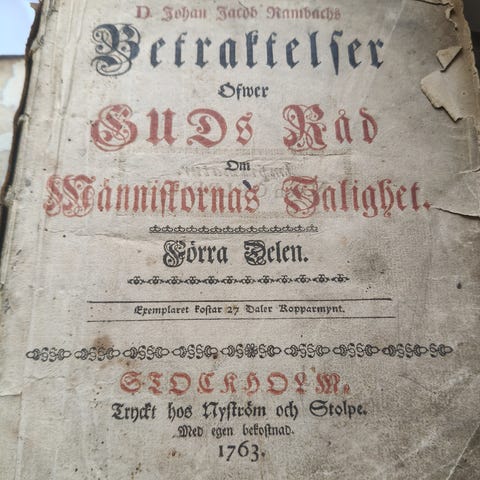 D. Johan Jacob Rambachs
Betraktelser
Ofwer
GUDs Råd
Om
Människornas Salighet.
Förra Delen.
Exemplaret kostar 27 Daler Kopparmynt.
STOCKHOLM.
Tryckt hos Nyström och Stolpe.
Med egen bekostnad.
1763.